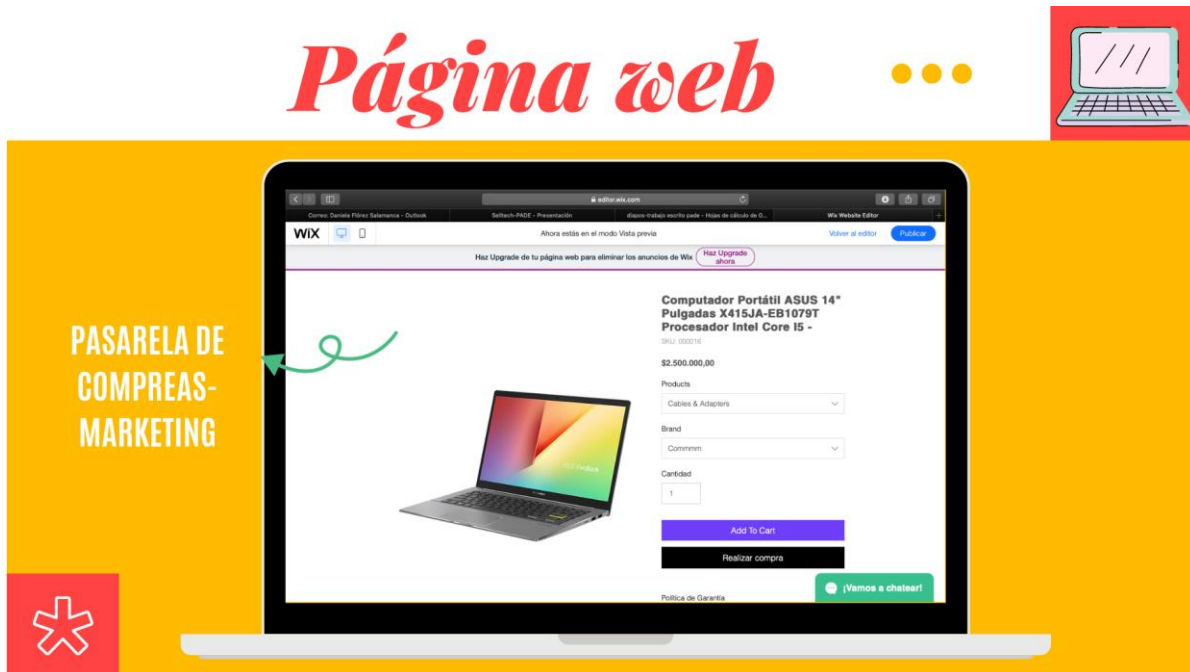 Página web
editor.wix.com
Correo: Daniela Flórez Salamanca - Outlook
Selltech-PADE - Presentación
diapos-trabajo escrito pade - Hojas de cálculo de G...
Wix Website Editor
WiX
Ahora estás en el modo Vista previa
Volver al editor
Publicar
Haz Upgrade de tu página web para eliminar los anuncios de Wix
Haz Upgrade
ahora
PASARELA DE
COMPREAS-
MARKETING
Computador Portátil ASUS 14"
Pulgadas X415JA-EB1079T
Procesador Intel Core I5 -
SKU: 000016
$2.500.000,00
Products
Cables & Adapters
Brand
Commmm
Cantidad
1
Add To Cart
Realizar compra
Política de Garantía
¡Vamos a chatear!